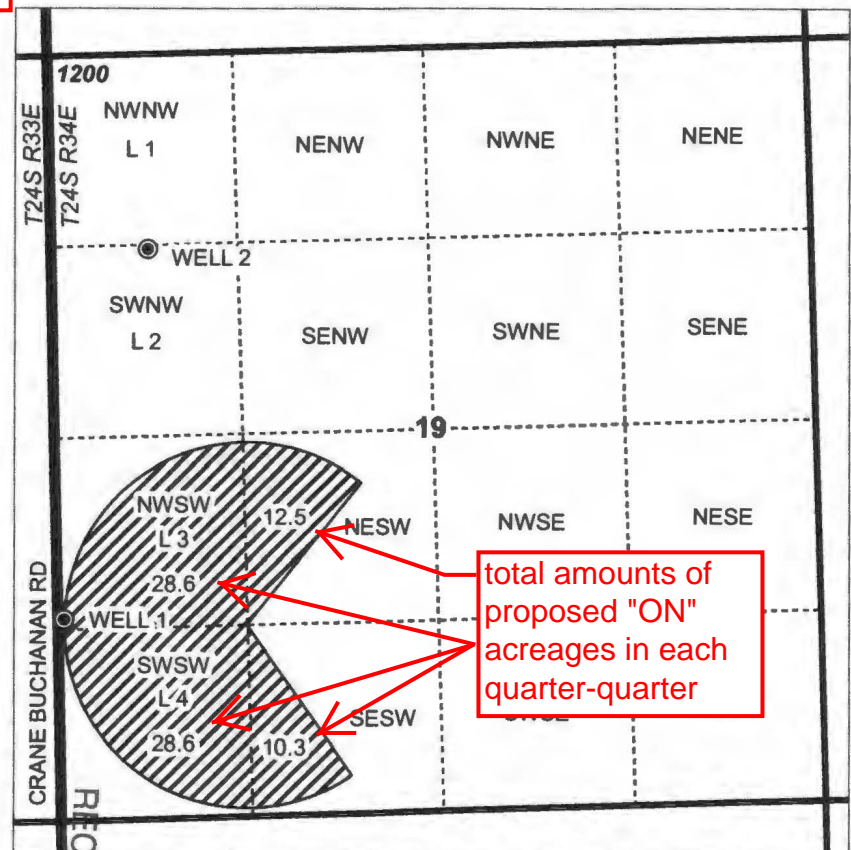 1200
T24S R33E
T24S R34E
NWNW
L 1
NENW
NWNE
NENE
WELL 2
SWNW
L 2
SENW
SWNE
SENE
19
NWSW
L 3
28.6
12.5
NESW
NWSE
NESE
total amounts of
proposed "ON"
acreages in each
quarter-quarter
WELL 1
SWSW
L 4
28.6
10.3
SESW
CRANE BUCHANAN RD